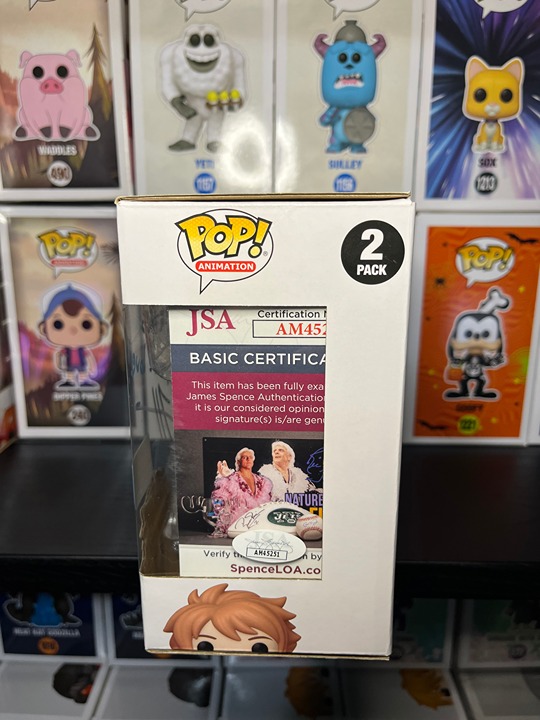 WADDLES
490
YETI
1157
SULLEY
1156
SOX
1213
POP!
ANIMATION
2
PACK
POP!
POP!
DIPPER PINES
GOOFY
1221
JSA
Certification
AM452
BASIC CERTIFICA
This item has been fully exa
James Spence Authentication
it is our considered opinion
signature(s) is/are gen
NATURE
JETS
AM45251
Verify th
n by
SpenceLOA.co